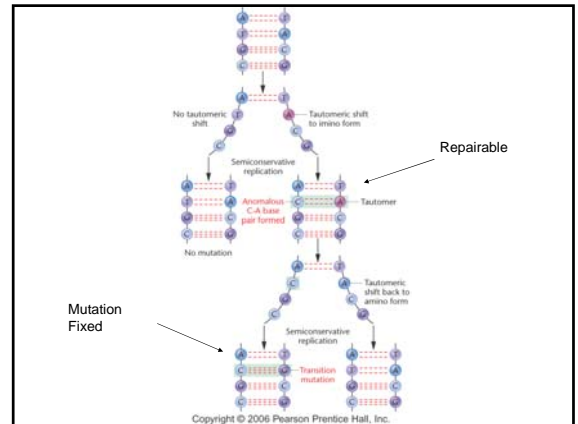 A T
T A
G C
C G
A T
No tautomeric
shift
T A
Tautomeric shift
to imino form
G C
C G
Repairable
Semiconservative
replication
A T A T
T A
Anomalous
C-A base
pair formed
C A
Tautomer
G C G C
C G C G
No mutation
A T
C A
Tautomeric
shift back to
amino form
G C
C G
Mutation
Fixed
Semiconservative
replication
A T A T
C G
Transition
mutation
T A
G C G C
C G C G
Copyright © 2006 Pearson Prentice Hall, Inc.